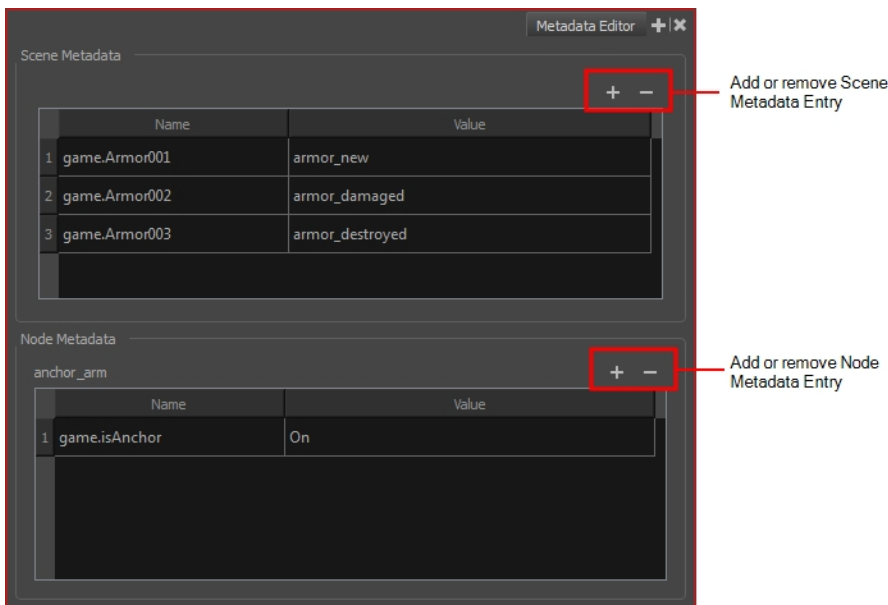 Metadata Editor
Scene Metadata
+ −
Add or remove Scene
Metadata Entry
Name Value
1 game.Armor001 armor_new
2 game.Armor002 armor_damaged
3 game.Armor003 armor_destroyed
Node Metadata
anchor_arm
+ −
Add or remove Node
Metadata Entry
Name Value
1 game.isAnchor On